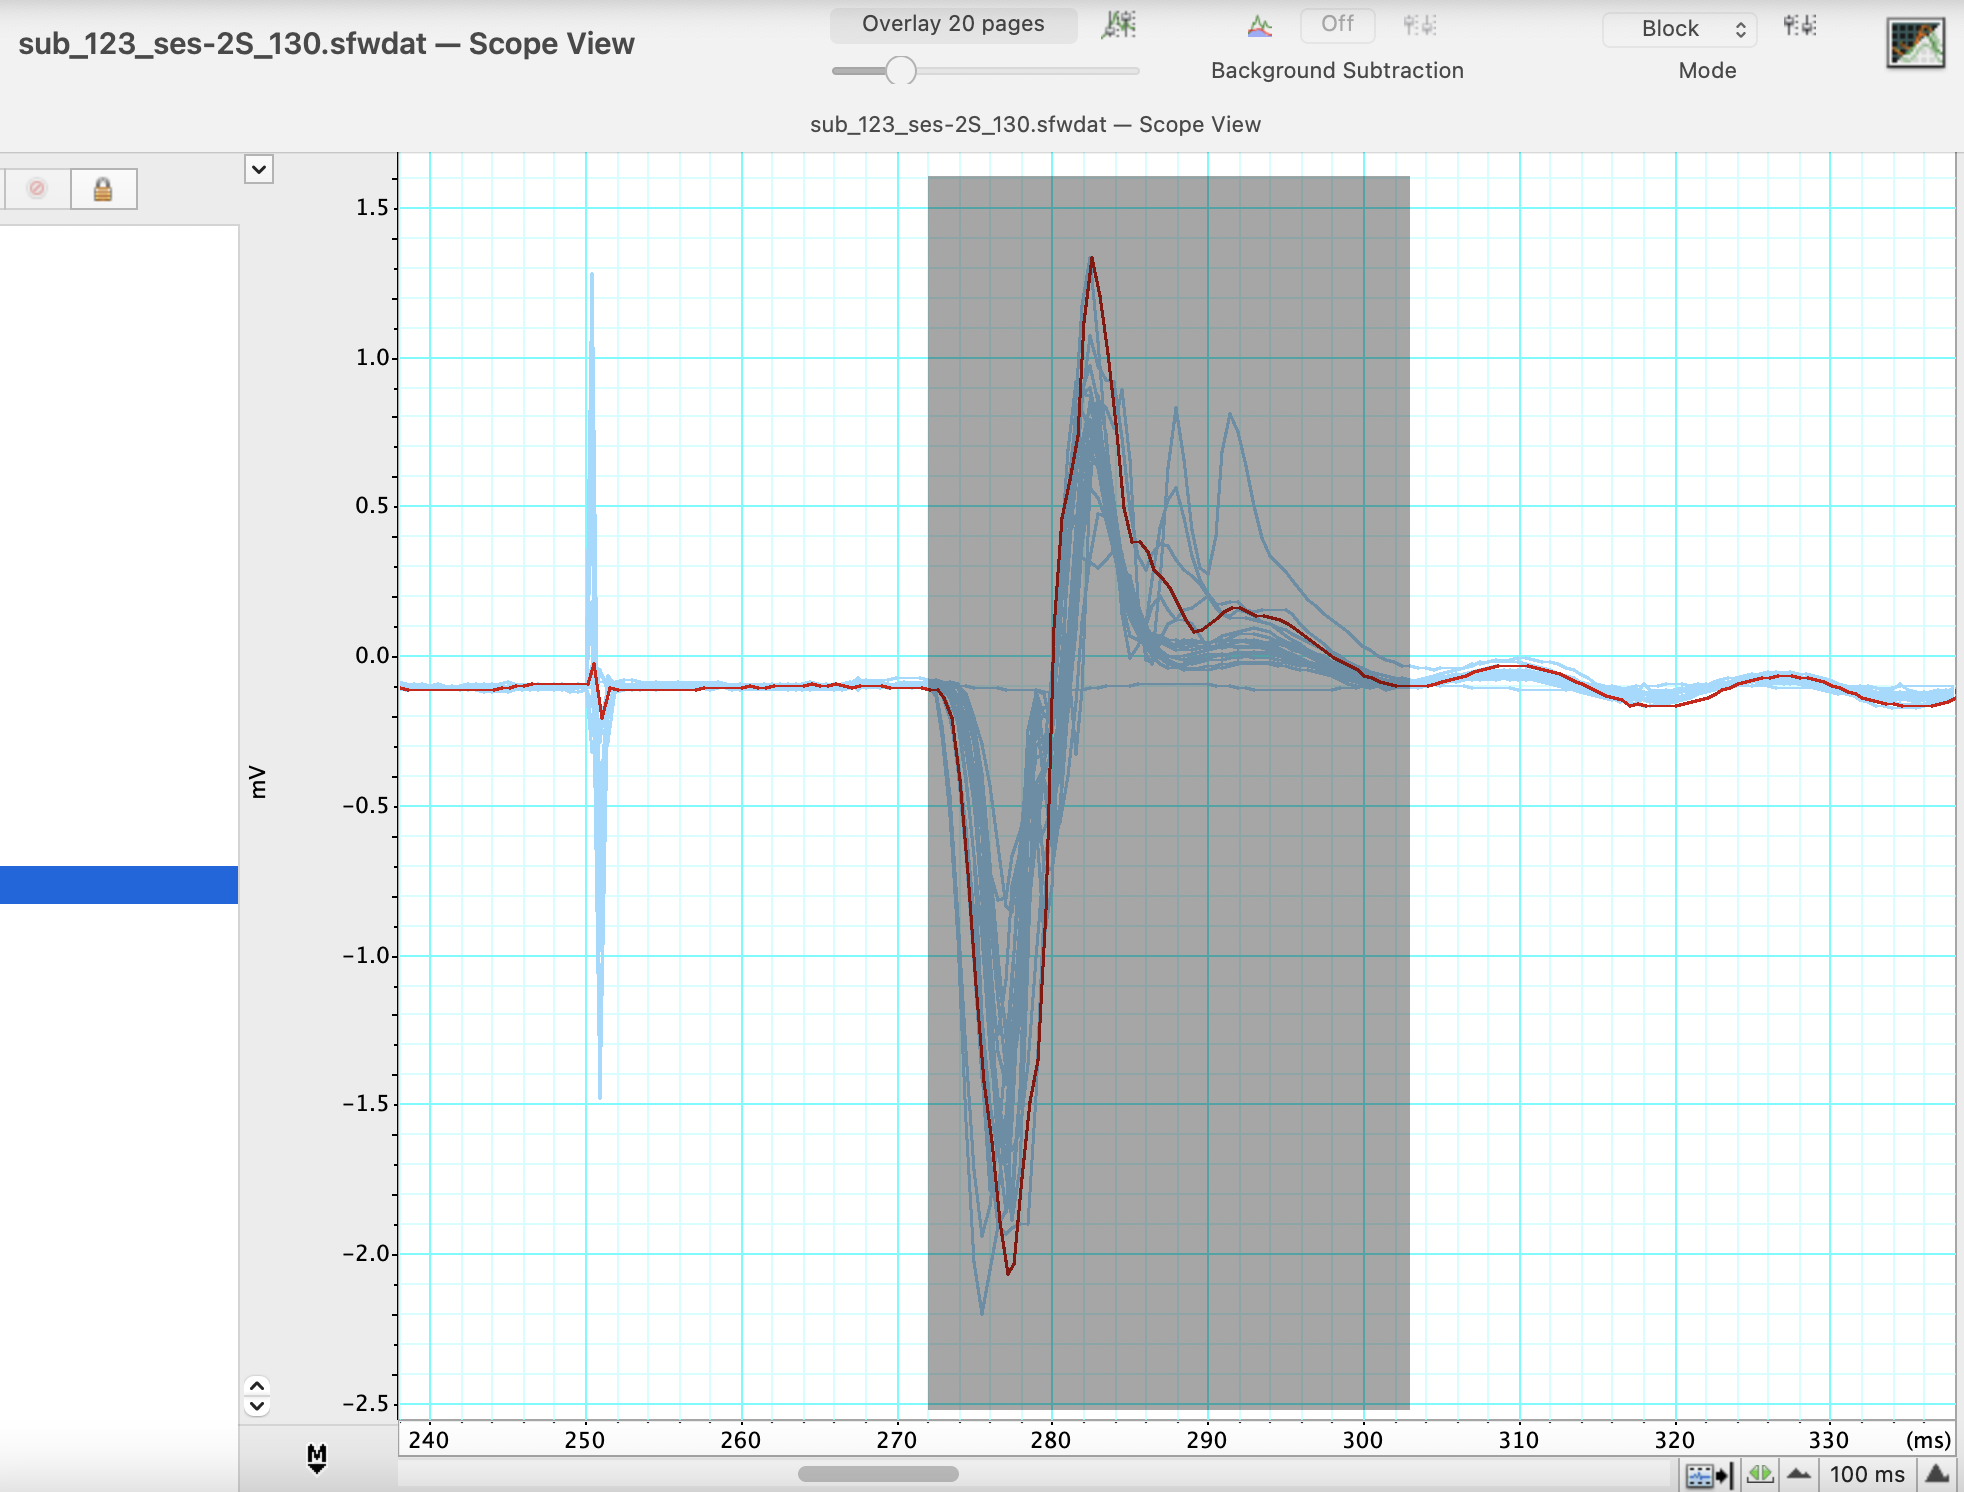 sub_123_ses-2S_130.sfwdat — Scope View
Overlay 20 pages
Off
Background Subtraction
Block
Mode
sub_123_ses-2S_130.sfwdat — Scope View
1.5
1.0
0.5
0.0
−0.5
−1.0
−1.5
−2.0
−2.5
mV
M
240 250 260 270 280 290 300 310 320 330 (ms)
100 ms